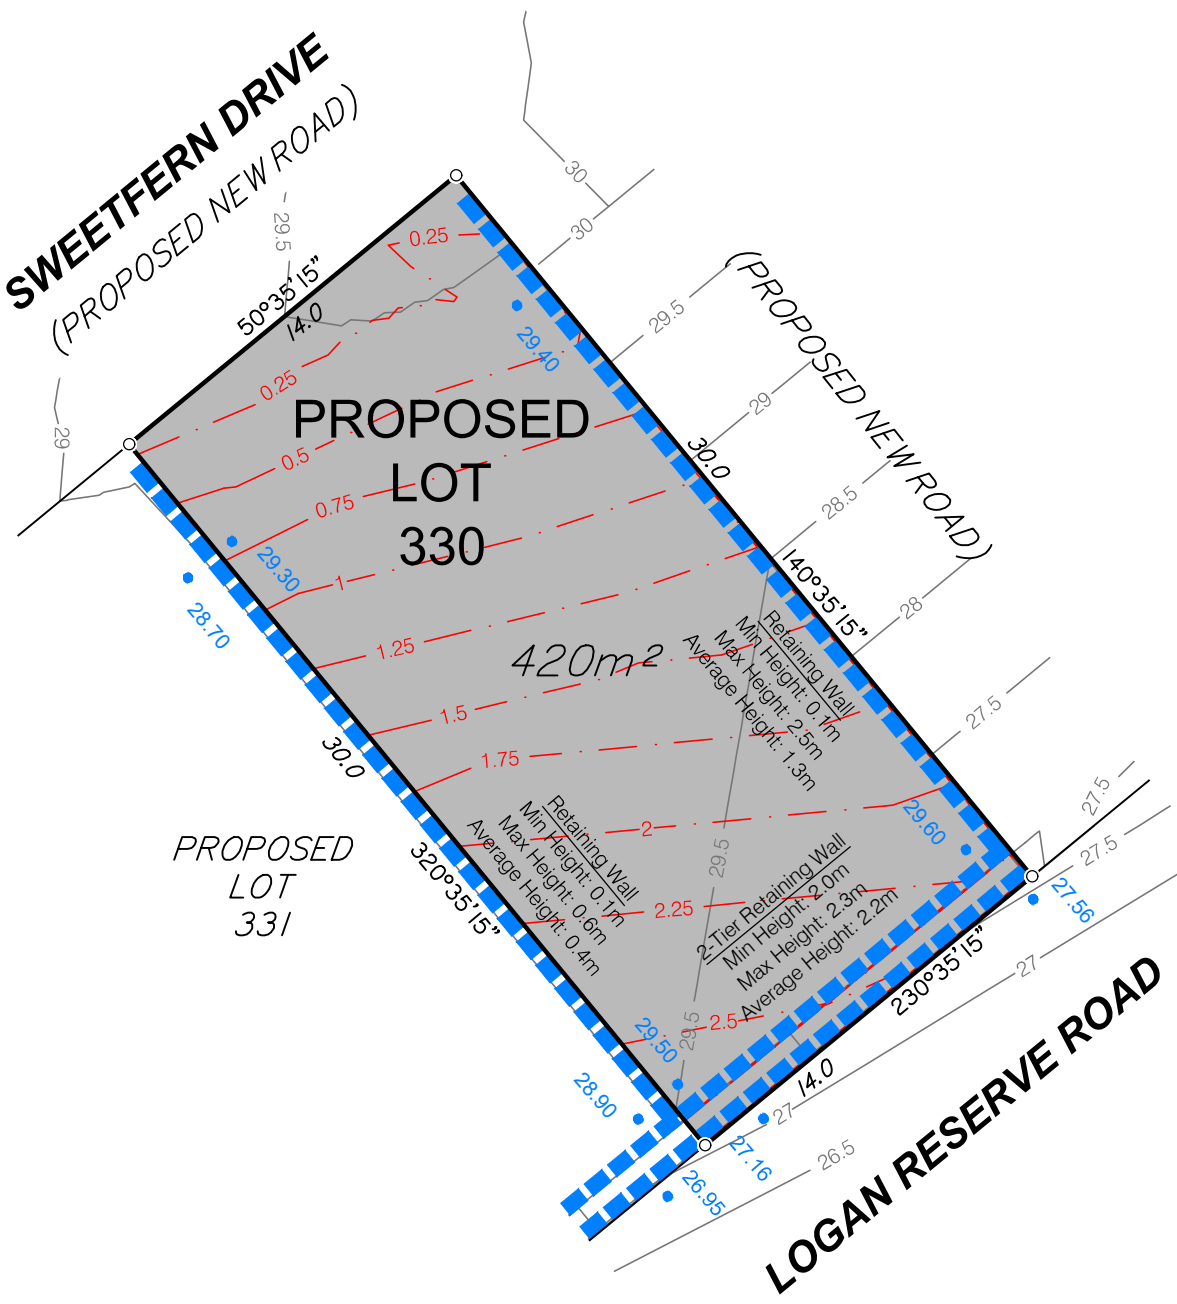 SWEETFERN DRIVE
(PROPOSED NEW ROAD)
50°35'15"
14.0
29.5
29
30
30
(PROPOSED NEW ROAD)
29.5
29
28.5
28
27.5
27.5
27.5
27
27
26.5
0.25
0.25
0.5
0.75
1
1.25
1.5
1.75
2
2.25
2.5
29.40
29.30
28.70
PROPOSED
LOT
330
420m²
30.0
140°35'15"
30.0
320°35'15"
PROPOSED
LOT
331
Retaining Wall
Min Height: 0.1m
Max Height: 2.5m
Average Height: 1.3m
Retaining Wall
Min Height: 0.1m
Max Height: 0.6m
Average Height: 0.4m
2-Tier Retaining Wall
Min Height: 2.0m
Max Height: 2.3m
Average Height: 2.2m
29.5
29.5
29.60
27.56
29.50
28.90
27.16
26.95
230°35'15"
14.0
LOGAN RESERVE ROAD